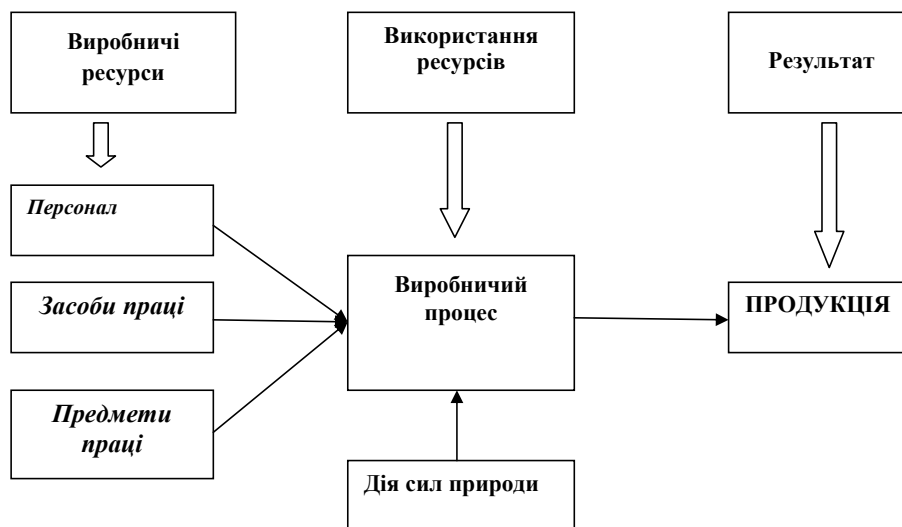 Виробничі
ресурси
Використання
ресурсів
Результат
Персонал
Засоби праці
Предмети
праці
Виробничий
процес
ПРОДУКЦІЯ
Дія сил природи